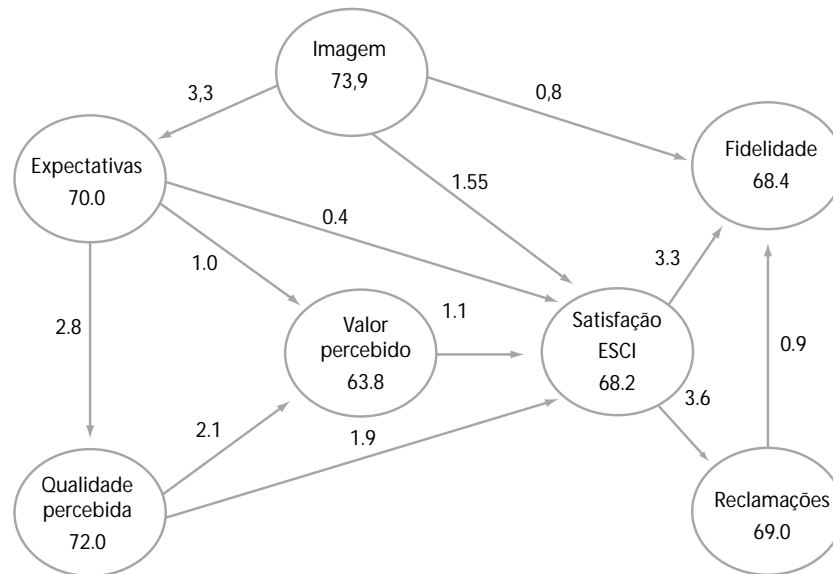 Imagem
73,9
3,3
0,8
Expectativas
70.0
Fidelidade
68.4
1.55
0.4
1.0
3.3
2.8
Valor
percebido
63.8
1.1
Satisfação
ESCI
68.2
0.9
3.6
2.1
1.9
Qualidade
percebida
72.0
Reclamações
69.0